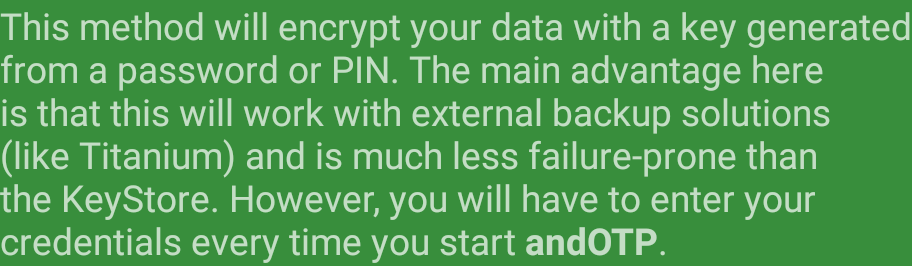 This method will encrypt your data with a key generated
from a password or PIN. The main advantage here
is that this will work with external backup solutions
(like Titanium) and is much less failure-prone than
the KeyStore. However, you will have to enter your
credentials every time you start andOTP.